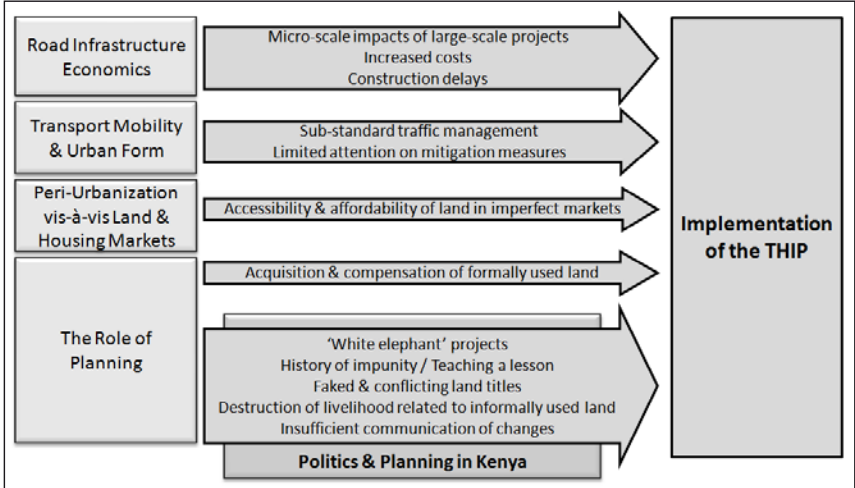 Road Infrastructure
Economics
Micro-scale impacts of large-scale projects
Increased costs
Construction delays
Transport Mobility
& Urban Form
Sub-standard traffic management
Limited attention on mitigation measures
Peri-Urbanization
vis-à-vis Land &
Housing Markets
Accessibility & affordability of land in imperfect markets
The Role of
Planning
Acquisition & compensation of formally used land
'White elephant' projects
History of impunity / Teaching a lesson
Faked & conflicting land titles
Destruction of livelihood related to informally used land
Insufficient communication of changes
Politics & Planning in Kenya
Implementation
of the THIP